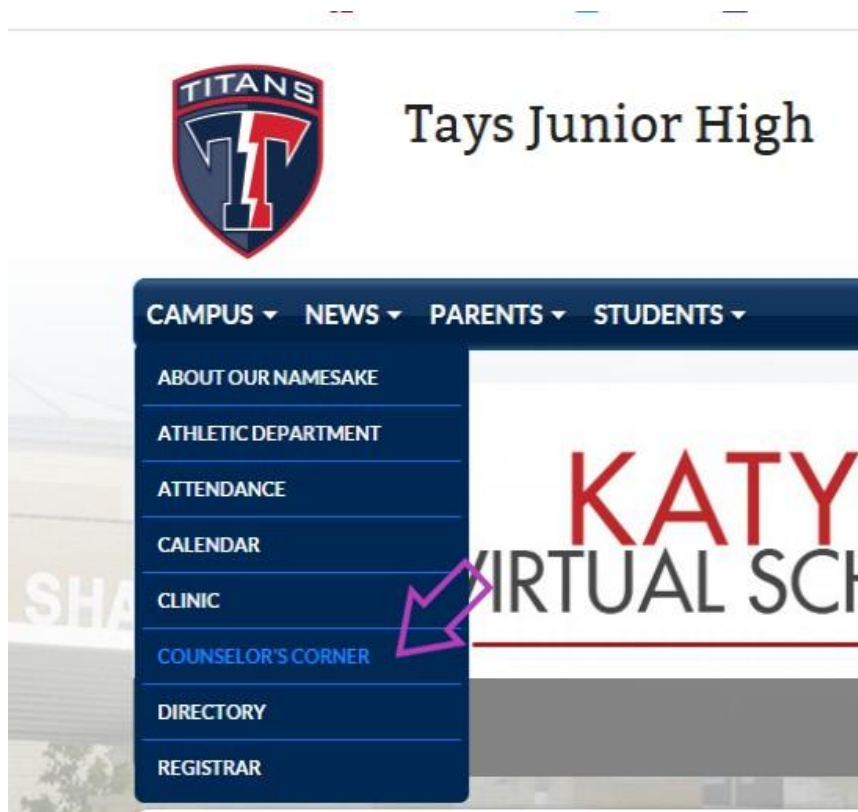 TITANS
T
Tays Junior High
CAMPUS NEWS PARENTS STUDENTS
ABOUT OUR NAMESAKE
ATHLETIC DEPARTMENT
ATTENDANCE
CALENDAR
CLINIC
COUNSELOR'S CORNER
DIRECTORY
REGISTRAR
KATY
VIRTUAL SCH
SHA